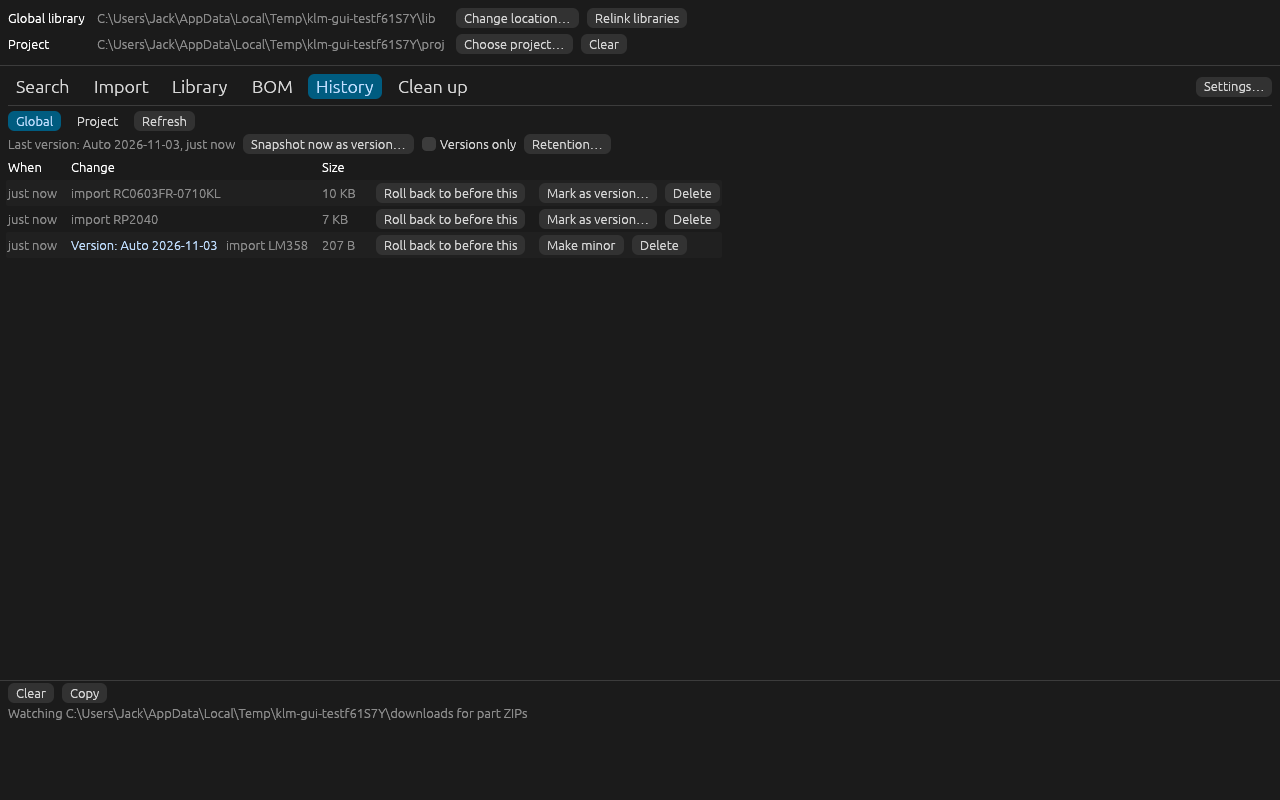 Global library C:\Users\Jack\AppData\Local\Temp\klm-gui-testf61S7Y\lib Change location… Relink libraries
Project C:\Users\Jack\AppData\Local\Temp\klm-gui-testf61S7Y\proj Choose project… Clear
Search Import Library BOM History Clean up Settings…
Global Project Refresh
Last version: Auto 2026-11-03, just now Snapshot now as version… Versions only Retention…
When Change Size
just now import RC0603FR-0710KL 10 KB Roll back to before this Mark as version… Delete
just now import RP2040 7 KB Roll back to before this Mark as version… Delete
just now Version: Auto 2026-11-03 import LM358 207 B Roll back to before this Make minor Delete
Clear Copy
Watching C:\Users\Jack\AppData\Local\Temp\klm-gui-testf61S7Y\downloads for part ZIPs